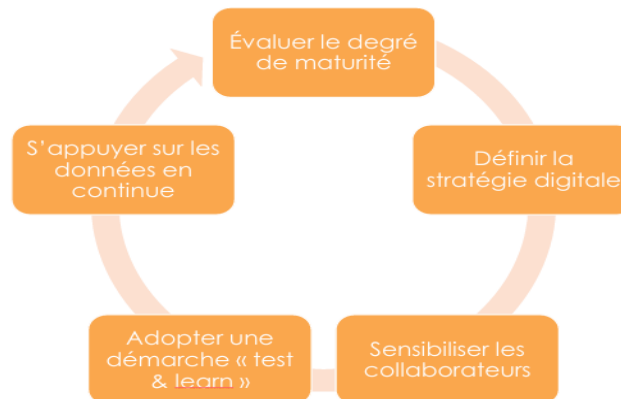 Évaluer le degré
de maturité
Définir la
stratégie digitale
Sensibiliser les
collaborateurs
Adopter une
démarche « test
& learn »
S'appuyer sur les
données en
continue